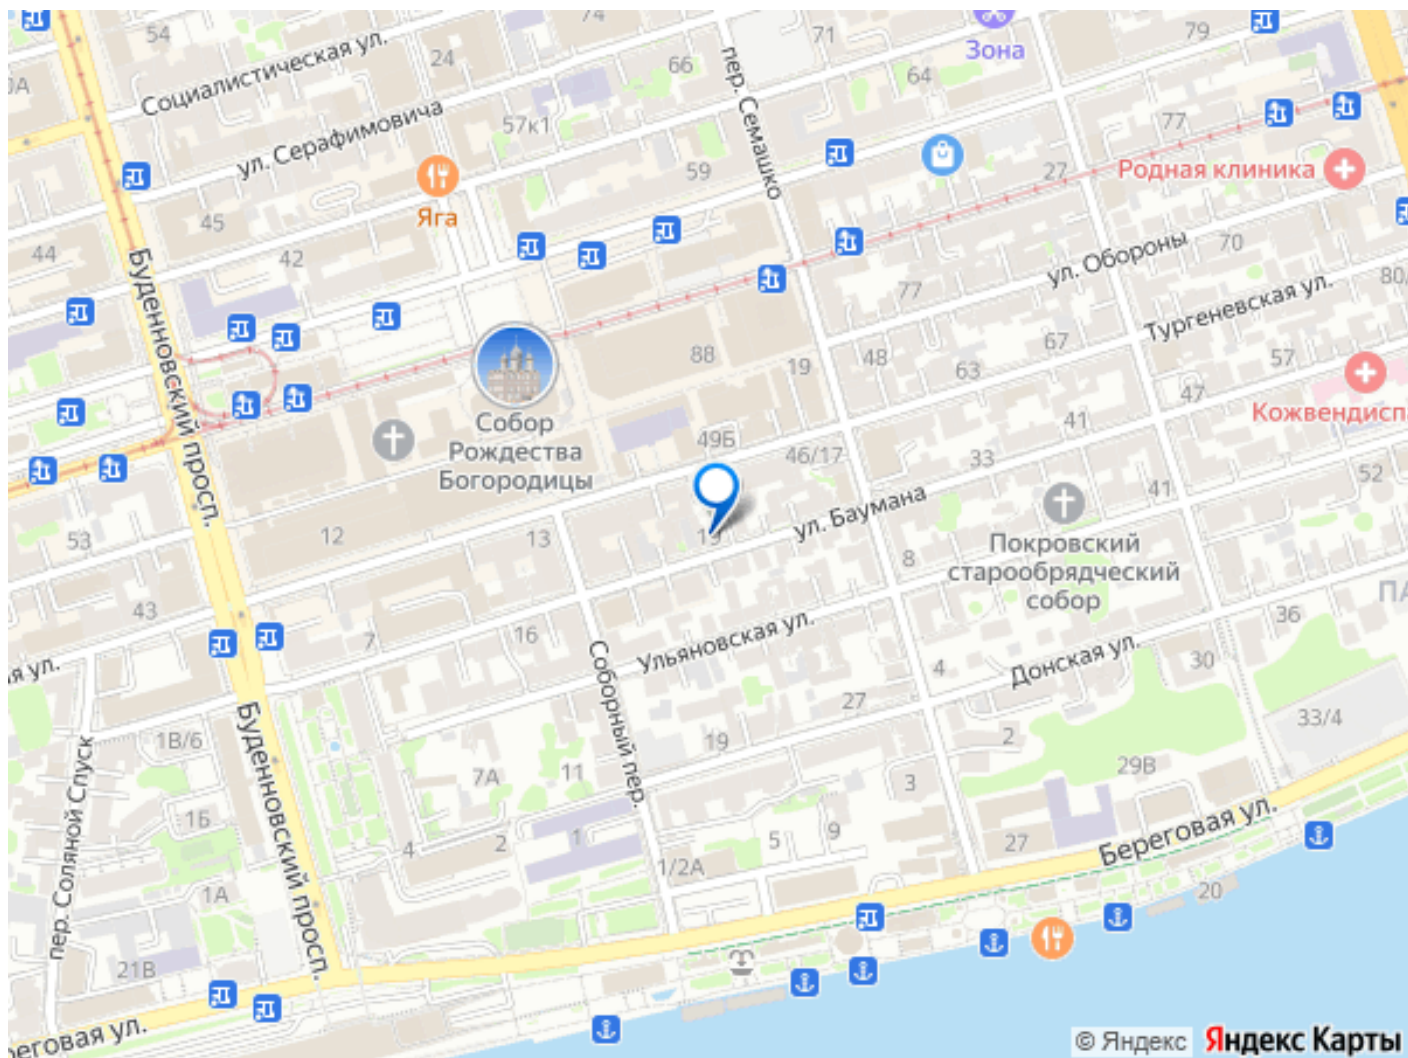 54
74
71
79
Зона
Социалистическая ул.
24
66
64
0А
ул. Серафимовича
57к1
пер. Семашко
77
59
27
Родная клиника
Яга
45
44
42
70
ул. Обороны
77
80/
Тургеневская ул.
Буденновский просп.
88
19
48
67
63
57
47
Кожвендиспа
Собор
Рождества
Богородицы
49Б
46/17
41
33
52
41
ул. Баумана
19
53
12
13
8
Покровский
старообрядческий
собор
ПА
43
7
16
36
Ульяновская ул.
ая ул.
Соборный пер.
4
Донская ул.
30
27
33/4
Буденновский просп.
1В/6
19
2
пер. Соляной Спуск
7А
11
29В
3
1Б
4
2
1
5
9
27
Береговая ул.
1/2А
1А
20
21В
реговая ул.
© Яндекс
Яндекс Карты